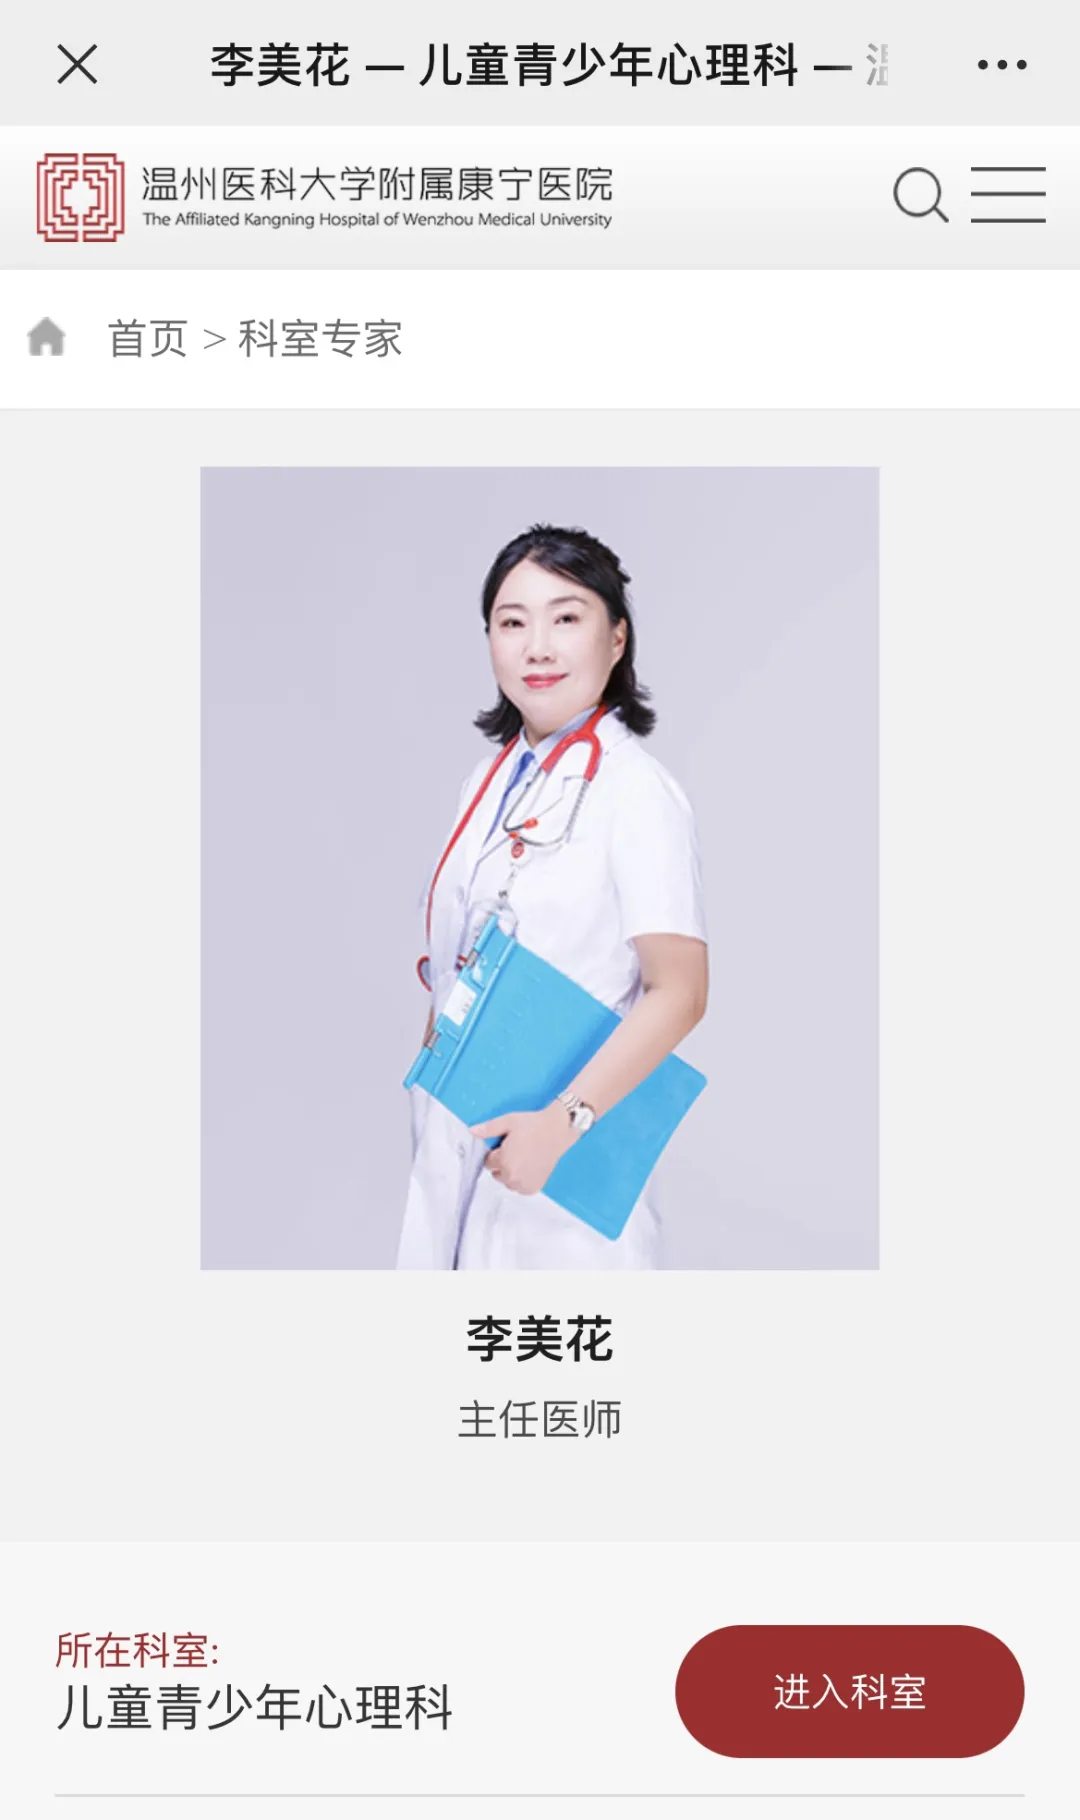 李美花 — 儿童青少年心理科 —
温州医科大学附属康宁医院
The Affiliated Kangning Hospital of Wenzhou Medical University
首页 > 科室专家
李美花
主任医师
所在科室:
儿童青少年心理科
进入科室